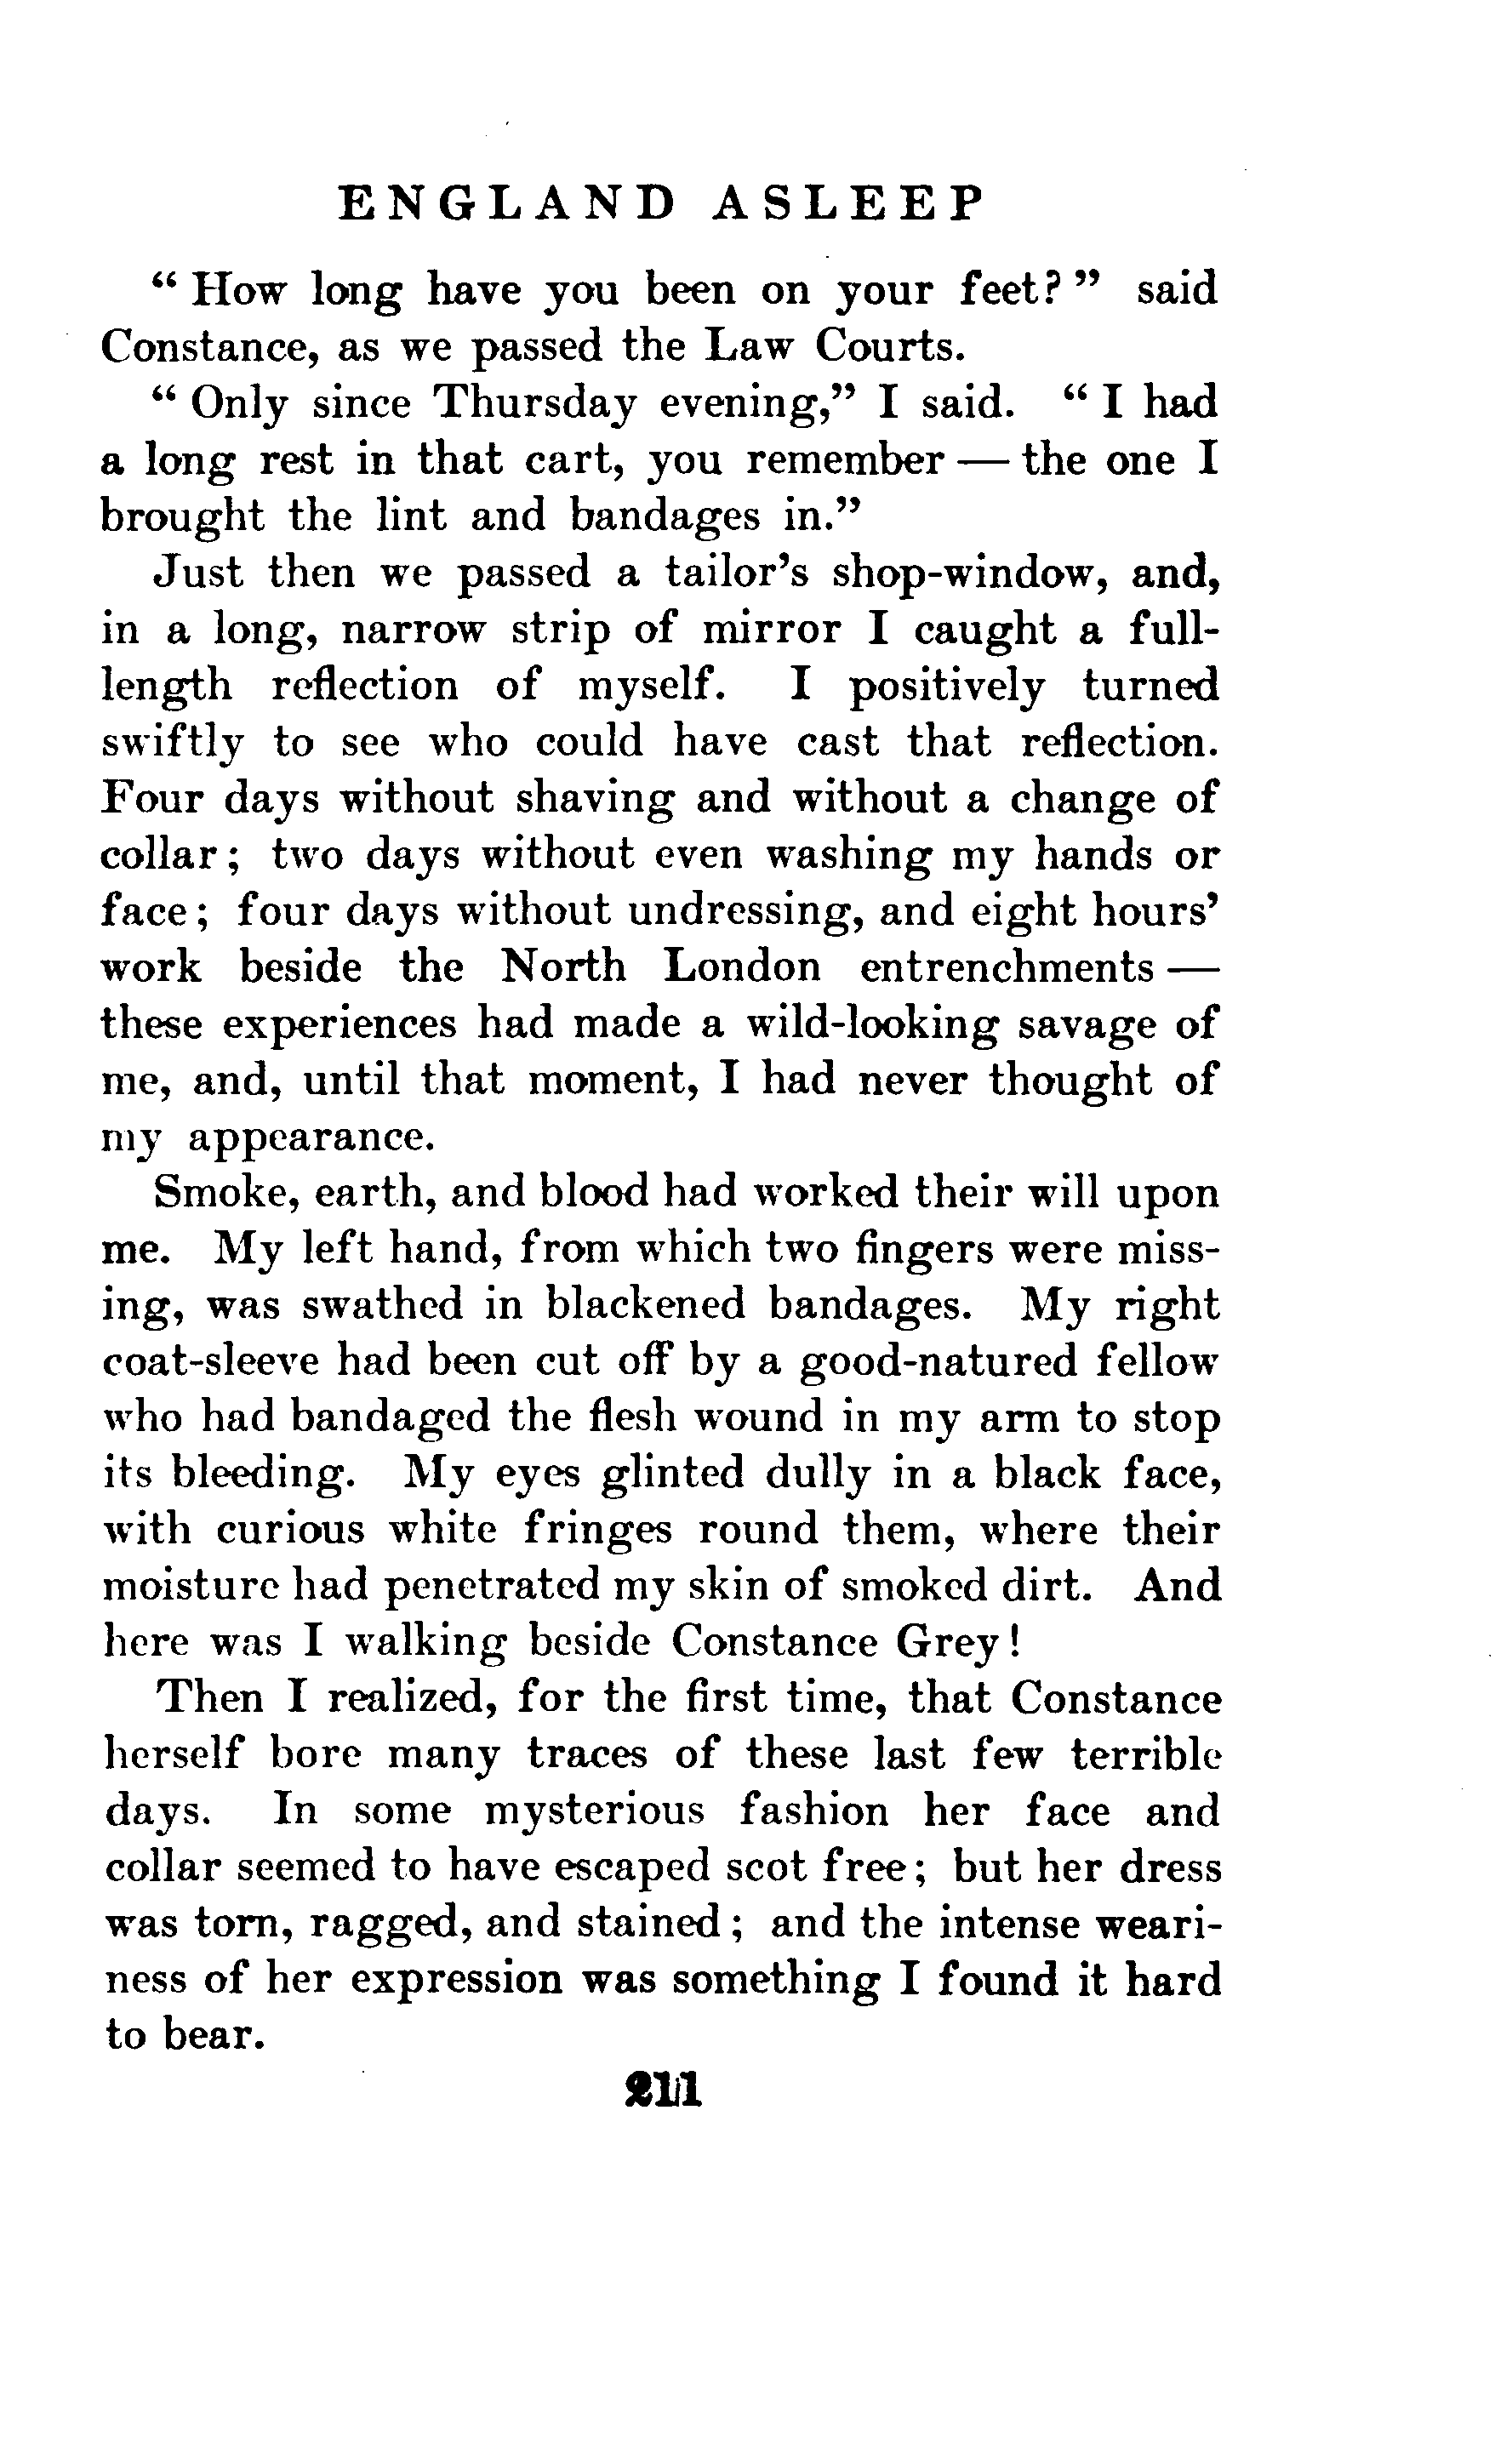 ENGLAND ASLEEP
" How long have you been on your feet? " said
Constance, as we passed the Law Courts.
" Only since Thursday evening," I said. " I had
a long rest in that cart, you remember — the one I
brought the lint and bandages in."
Just then we passed a tailor's shop-window, and,
in a long, narrow strip of mirror I caught a full-
length reflection of myself. I positively turned
swiftly to see who could have cast that reflection.
Four days without shaving and without a change of
collar; two days without even washing my hands or
face; four days without undressing, and eight hours'
work beside the North London entrenchments —
these experiences had made a wild-looking savage of
me, and, until that moment, I had never thought of
my appearance.
Smoke, earth, and blood had worked their will upon
me. My left hand, from which two fingers were miss-
ing, was swathed in blackened bandages. My right
coat-sleeve had been cut off by a good-natured fellow
who had bandaged the flesh wound in my arm to stop
its bleeding. My eyes glinted dully in a black face,
with curious white fringes round them, where their
moisture had penetrated my skin of smoked dirt. And
here was I walking beside Constance Grey!
Then I realized, for the first time, that Constance
herself bore many traces of these last few terrible
days. In some mysterious fashion her face and
collar seemed to have escaped scot free; but her dress
was torn, ragged, and stained; and the intense weari-
ness of her expression was something I found it hard
to bear.
211